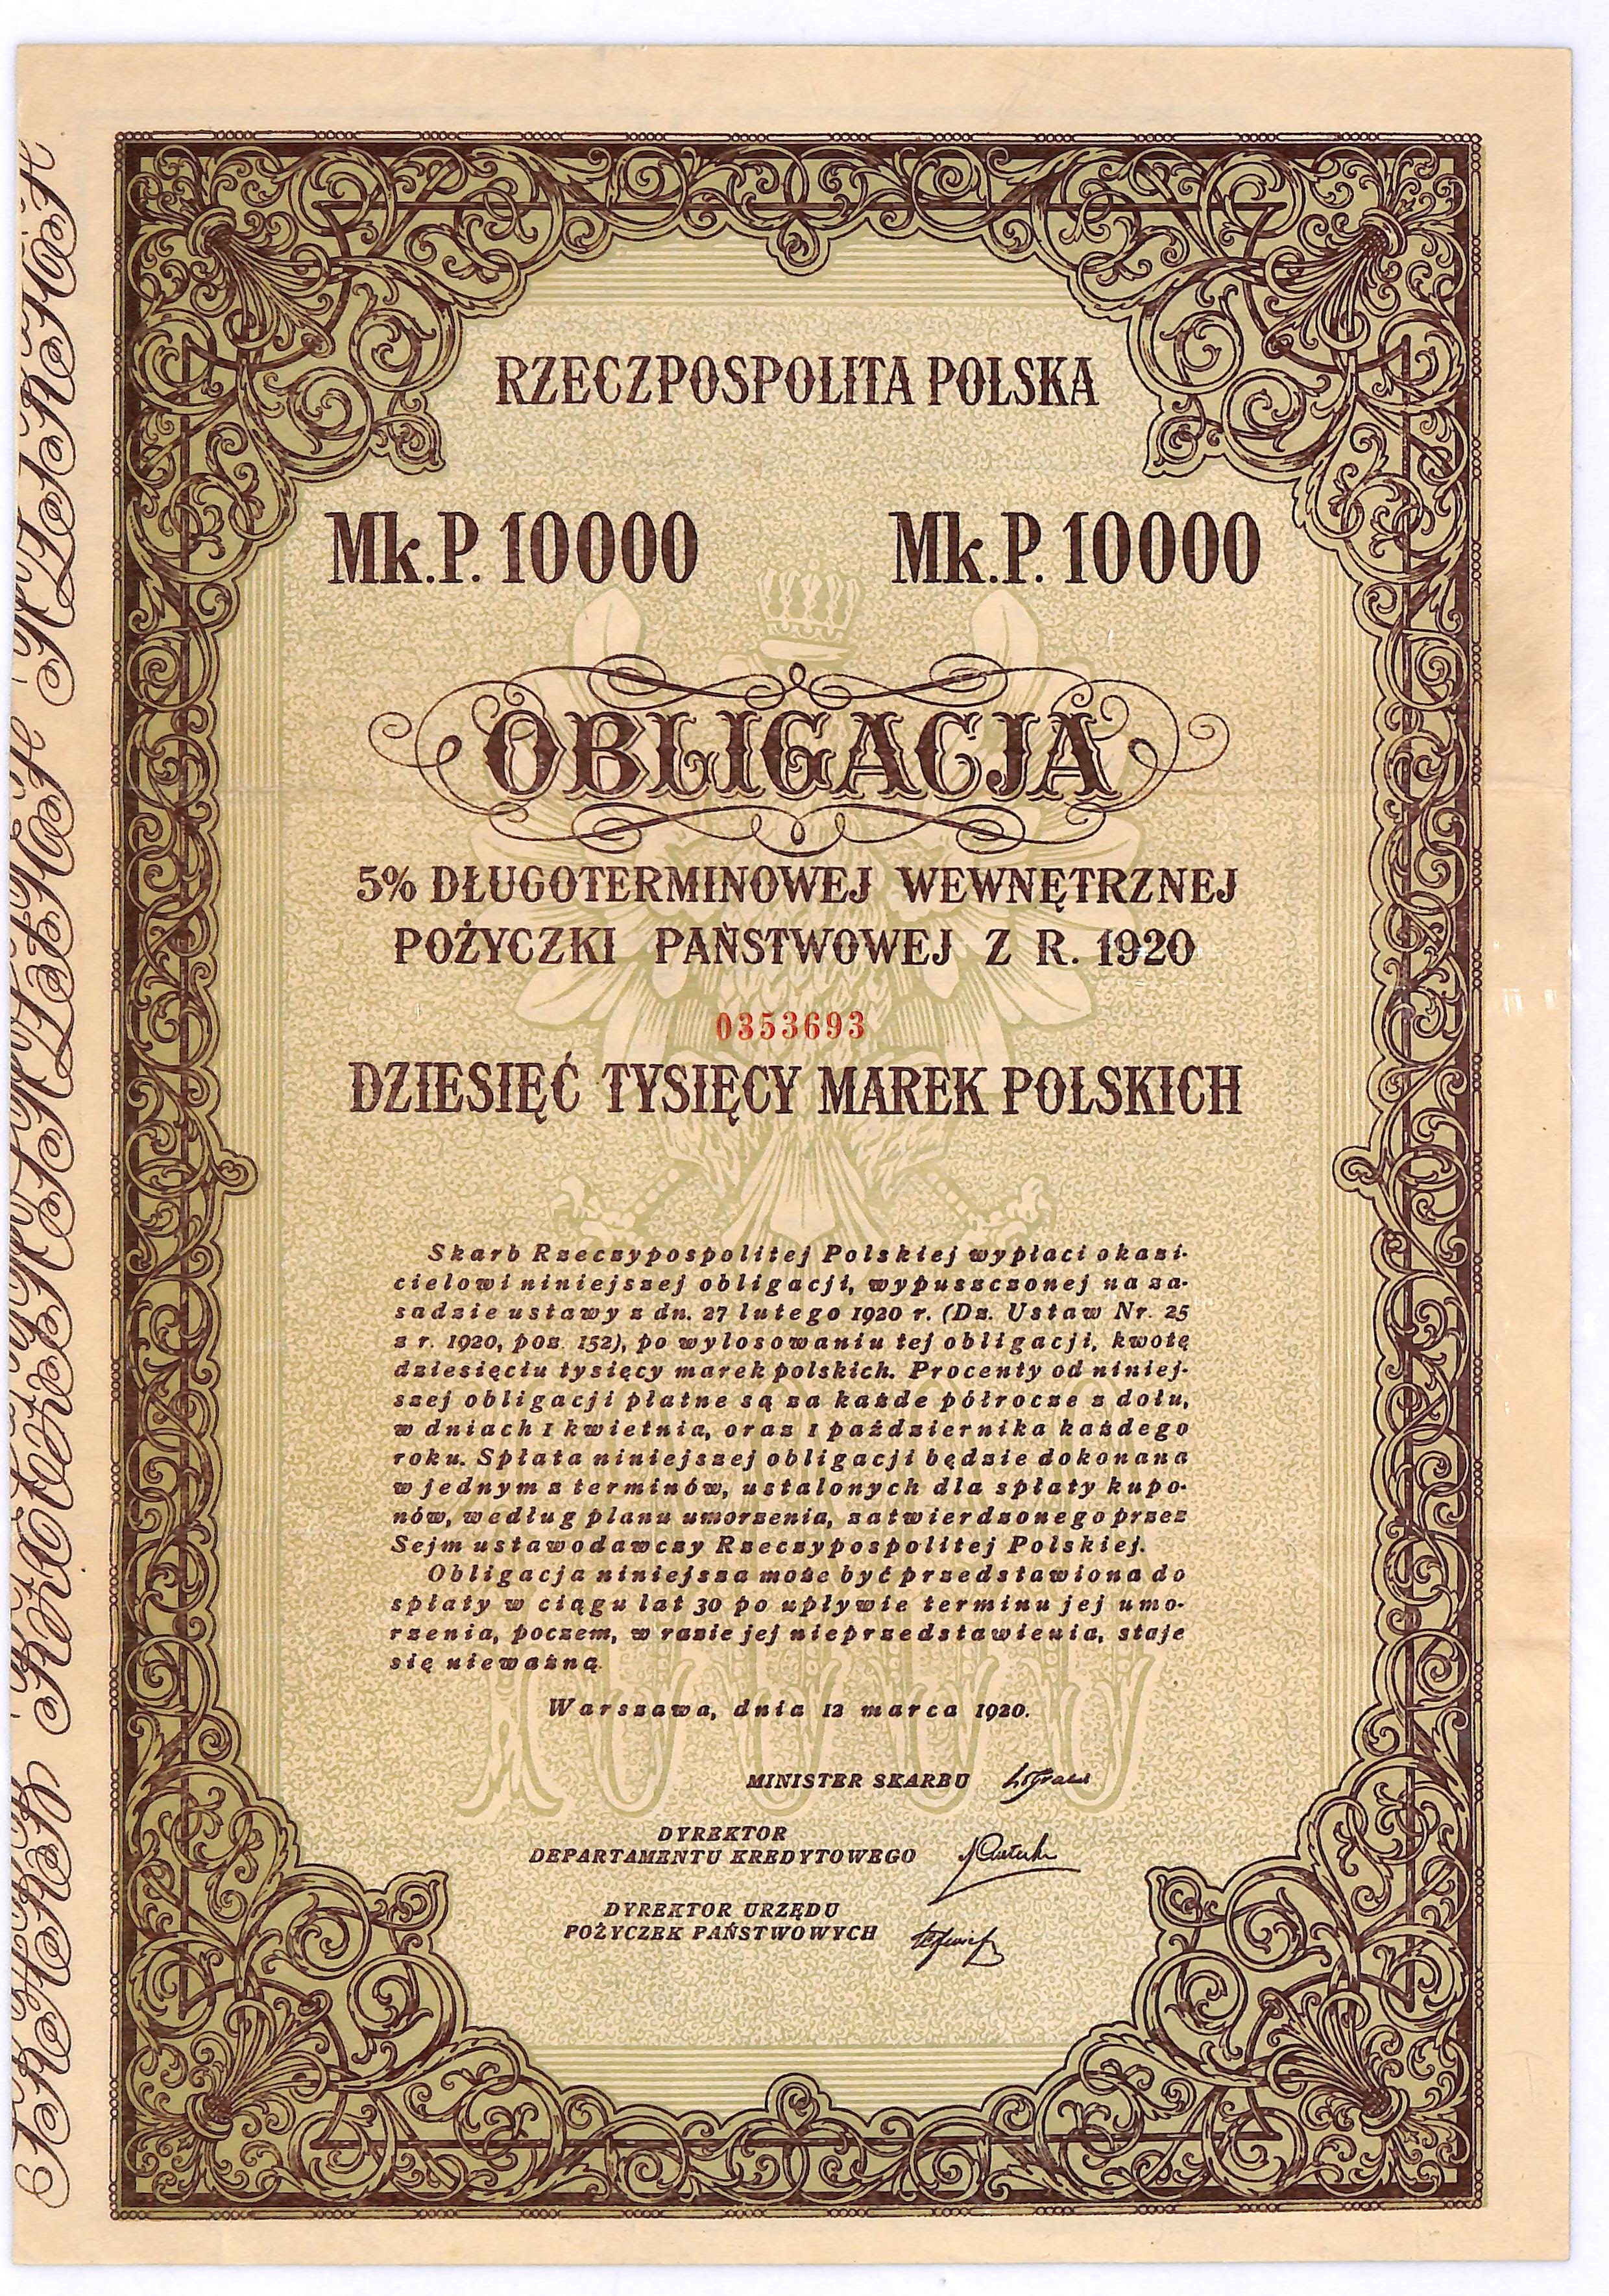 RZECZPOSPOLITA POLSKA
Mk.P. 10000 Mk.P. 10000
OBLIGACJA
5% DŁUGOTERMINOWEJ WEWNĘTRZNEJ
POŻYCZKI PAŃSTWOWEJ Z R. 1920
0353693
DZIESIĘĆ TYSIĘCY MAREK POLSKICH
Skarb Rzeczypospolitej Polskiej wypłaci okazi-
cielowi niniejszej obligacji, wypuszczonej na za-
sadzie ustawy z dn. 27 lutego 1920 r. (Dz. Ustaw Nr. 25
z r. 1920, poz. 152), po wylosowaniu tej obligacji, kwotę
dziesięciu tysięcy marek polskich. Procenty od niniej-
szej obligacji płatne są za każde półrocze z dołu,
w dniach 1 kwietnia, oraz 1 października każdego
roku. Spłata niniejszej obligacji będzie dokonana
w jednym z terminów, ustalonych dla spłaty kupo-
nów, według planu umorzenia, zatwierdzonego przez
Sejm ustawodawczy Rzeczypospolitej Polskiej.
Obligacja niniejsza może być przedstawiona do
spłaty w ciągu lat 30 po upływie terminu jej umo-
rzenia, poczem, w razie jej nieprzedstawienia, staje
się nieważną.
Warszawa, dnia 12 marca 1920.
MINISTER SKARBU
DYREKTOR
DEPARTAMENTU KREDYTOWEGO
DYREKTOR URZĘDU
POŻYCZEK PAŃSTWOWYCH
10000